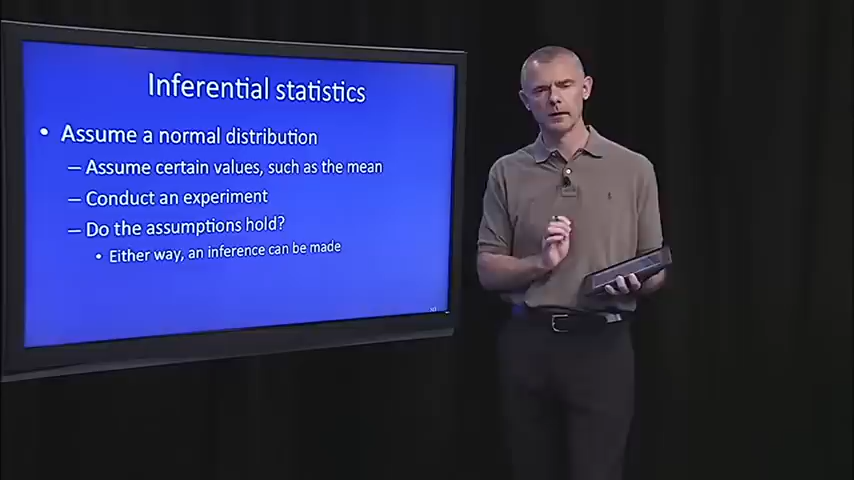 Inferential statistics
• Assume a normal distribution
– Assume certain values, such as the mean
– Conduct an experiment
– Do the assumptions hold?
• Either way, an inference can be made